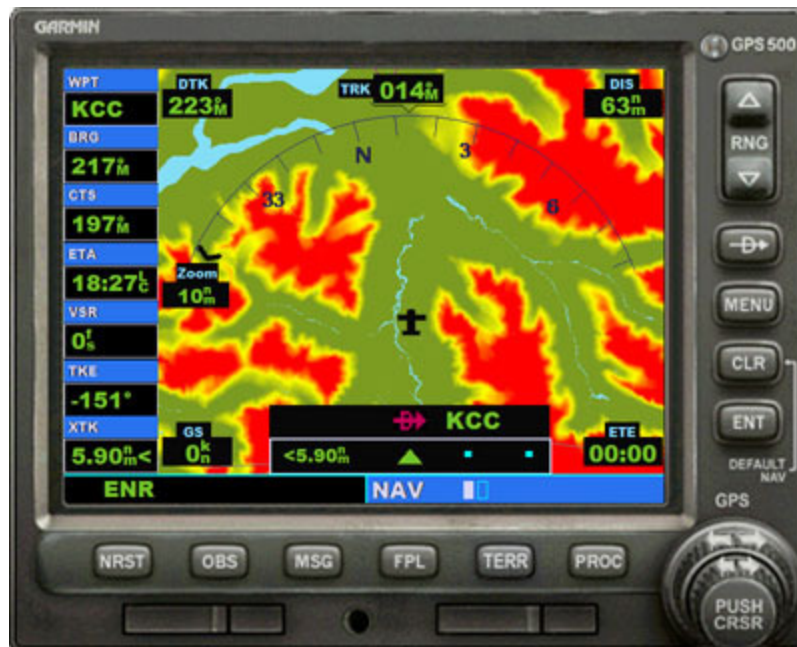 GARMIN
GPS 500
WPT
KCC
BRG
217°M
CTS
197°M
ETA
18:27LC
VSR
0fs
TKE
-151°
XTK
5.90nm<
DTK
223°M
TRK 014°M
DIS
63nm
N
3
33
6
Zoom
10nm
GS
0kn
D KCC
<5.90nm
ETE
00:00
ENR
NAV
RNG
D
MENU
CLR
ENT
DEFAULT
NAV
GPS
PUSH
CRSR
NRST
OBS
MSG
FPL
TERR
PROC